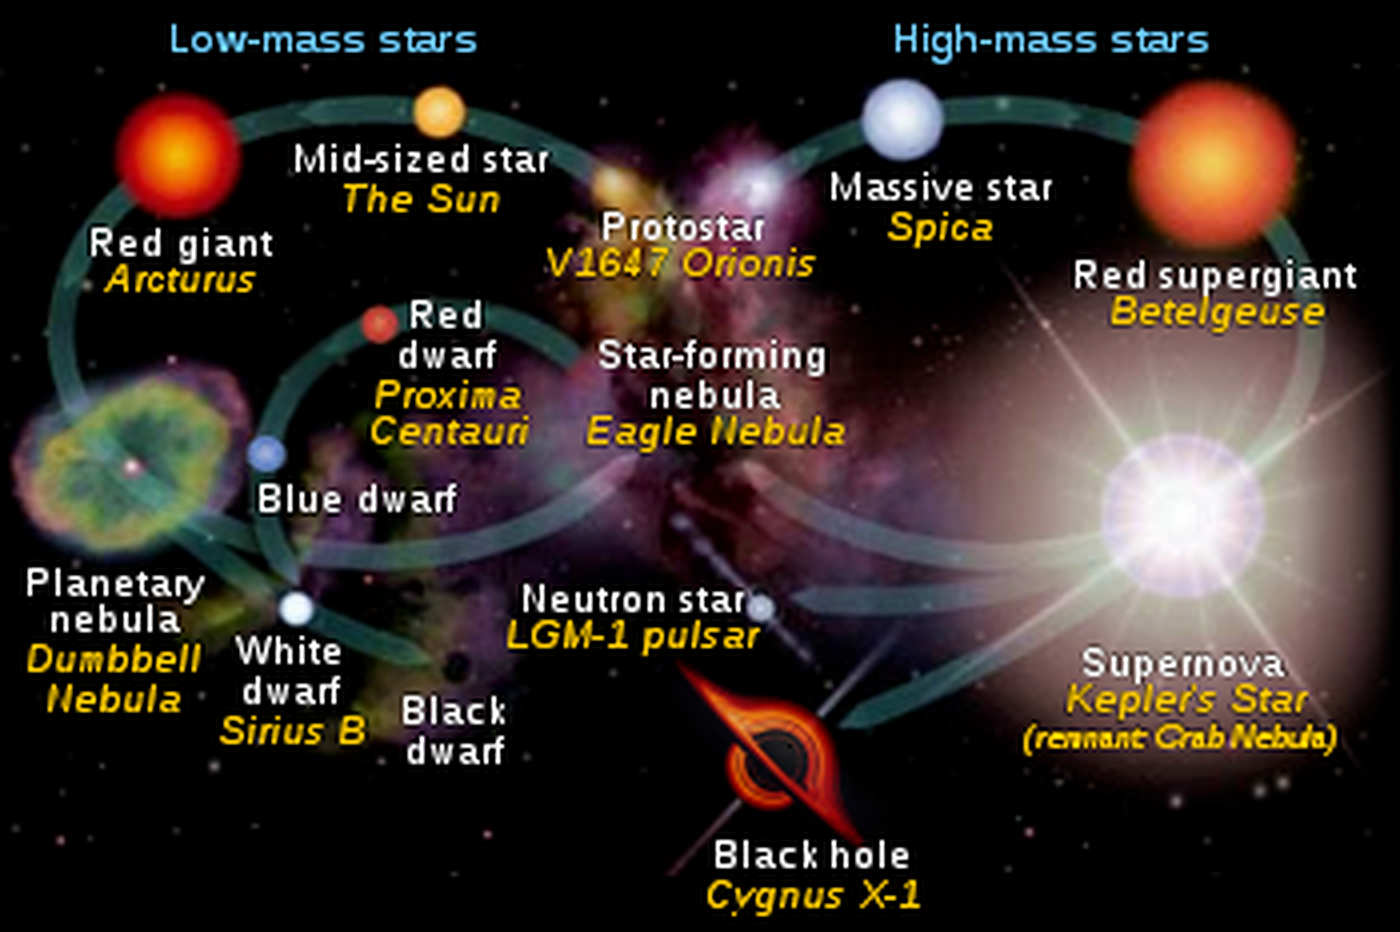 Low-mass stars
High-mass stars
Mid-sized star
The Sun
Massive star
Spica
Red giant
Arcturus
Protostar
V1647 Orionis
Red supergiant
Betelgeuse
Red
dwarf
Proxima
Centauri
Star-forming
nebula
Eagle Nebula
Blue dwarf
Planetary
nebula
Dumbbell
Nebula
White
dwarf
Sirius B
Black
dwarf
Neutron star
LGM-1 pulsar
Supernova
Kepler's Star
(remnant Crab Nebula)
Black hole
Cygnus X-1